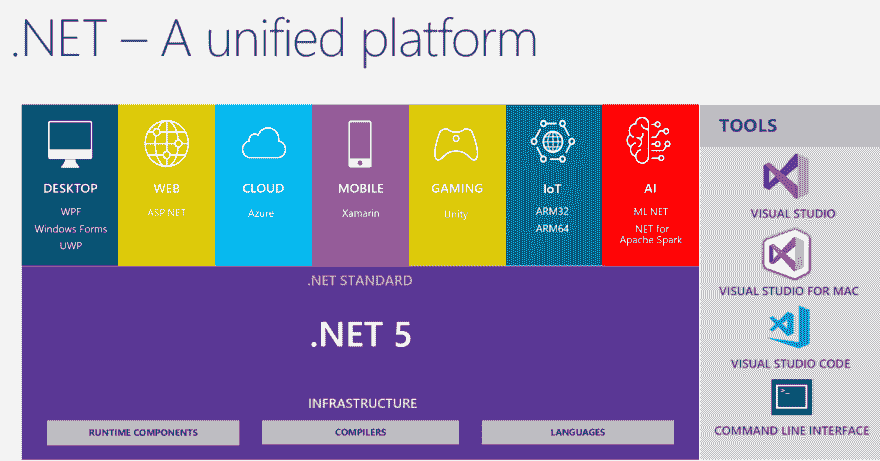 .NET – A unified platform
DESKTOP
WPF
Windows Forms
UWP
WEB
ASP.NET
CLOUD
Azure
MOBILE
Xamarin
GAMING
Unity
IoT
ARM32
ARM64
AI
ML.NET
.NET for
Apache Spark
TOOLS
VISUAL STUDIO
VISUAL STUDIO FOR MAC
VISUAL STUDIO CODE
COMMAND LINE INTERFACE
.NET STANDARD
.NET 5
INFRASTRUCTURE
RUNTIME COMPONENTS
COMPILERS
LANGUAGES